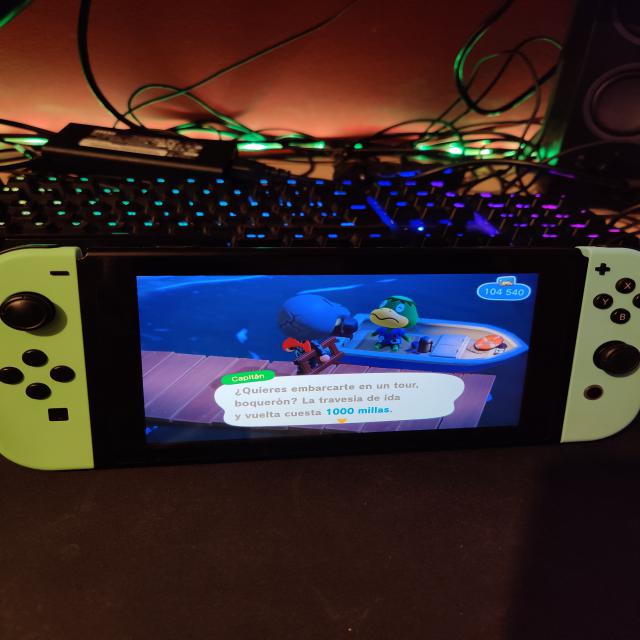 104 540
Capitán
¿Quieres embarcarte en un tour,
boquerón? La travesía de ida
y vuelta cuesta 1000 millas.
X
Y
B